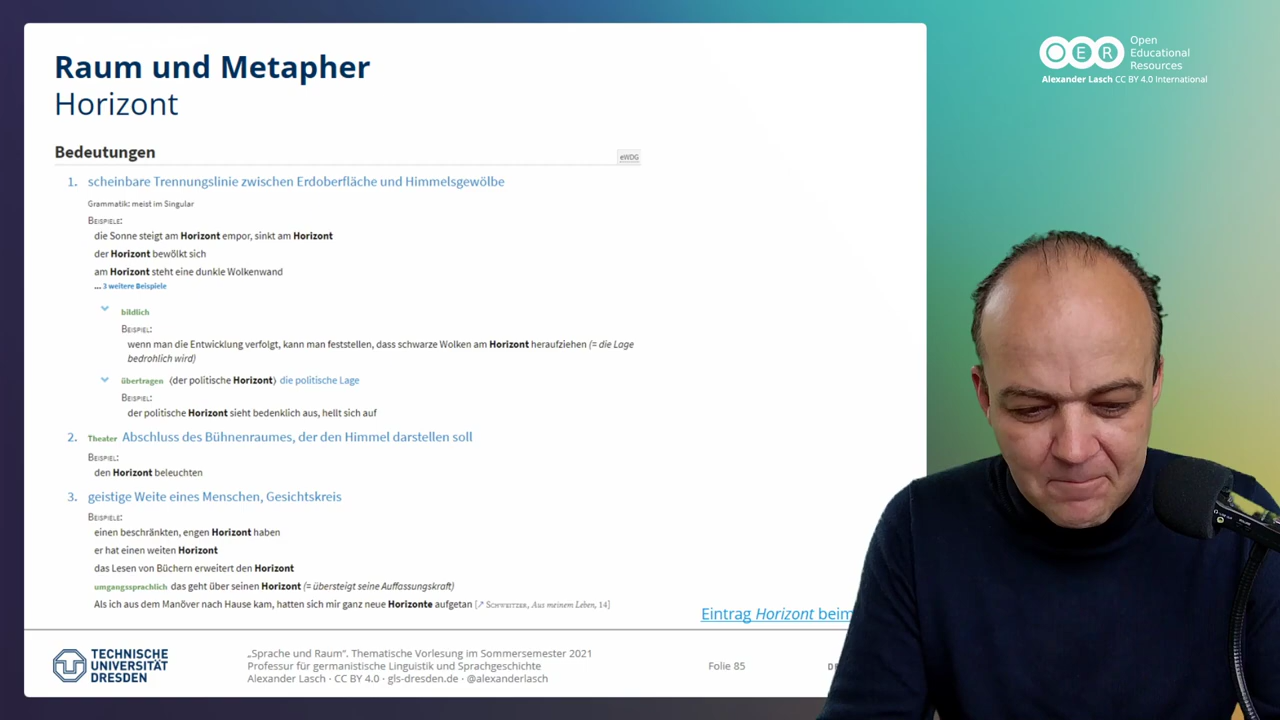 Raum und Metapher
Horizont
Bedeutungen
eWDG
1. scheinbare Trennungslinie zwischen Erdoberfläche und Himmelsgewölbe
Grammatik: meist im Singular
Beispiele:
die Sonne steigt am Horizont empor, sinkt am Horizont
der Horizont bewölkt sich
am Horizont steht eine dunkle Wolkenwand
... 3 weitere Beispiele
bildlich
Beispiel:
wenn man die Entwicklung verfolgt, kann man feststellen, dass schwarze Wolken am Horizont heraufziehen (= die Lage
bedrohlich wird)
übertragen (der politische Horizont) die politische Lage
Beispiel:
der politische Horizont sieht bedenklich aus, hellt sich auf
2. Theater Abschluss des Bühnenraumes, der den Himmel darstellen soll
Beispiel:
den Horizont beleuchten
3. geistige Weite eines Menschen, Gesichtskreis
Beispiele:
einen beschränkten, engen Horizont haben
er hat einen weiten Horizont
das Lesen von Büchern erweitert den Horizont
umgangssprachlich das geht über seinen Horizont (= übersteigt seine Auffassungskraft)
Als ich aus dem Manöver nach Hause kam, hatten sich mir ganz neue Horizonte aufgetan [↗ Schweitzer, Aus meinem Leben, 14]
Eintrag Horizont beim
TECHNISCHE
UNIVERSITÄT
DRESDEN
„Sprache und Raum“. Thematische Vorlesung im Sommersemester 2021
Professur für germanistische Linguistik und Sprachgeschichte
Alexander Lasch · CC BY 4.0 · gls-dresden.de · @alexanderlasch
Folie 85
OER
Open
Educational
Resources
Alexander Lasch CC BY 4.0 International